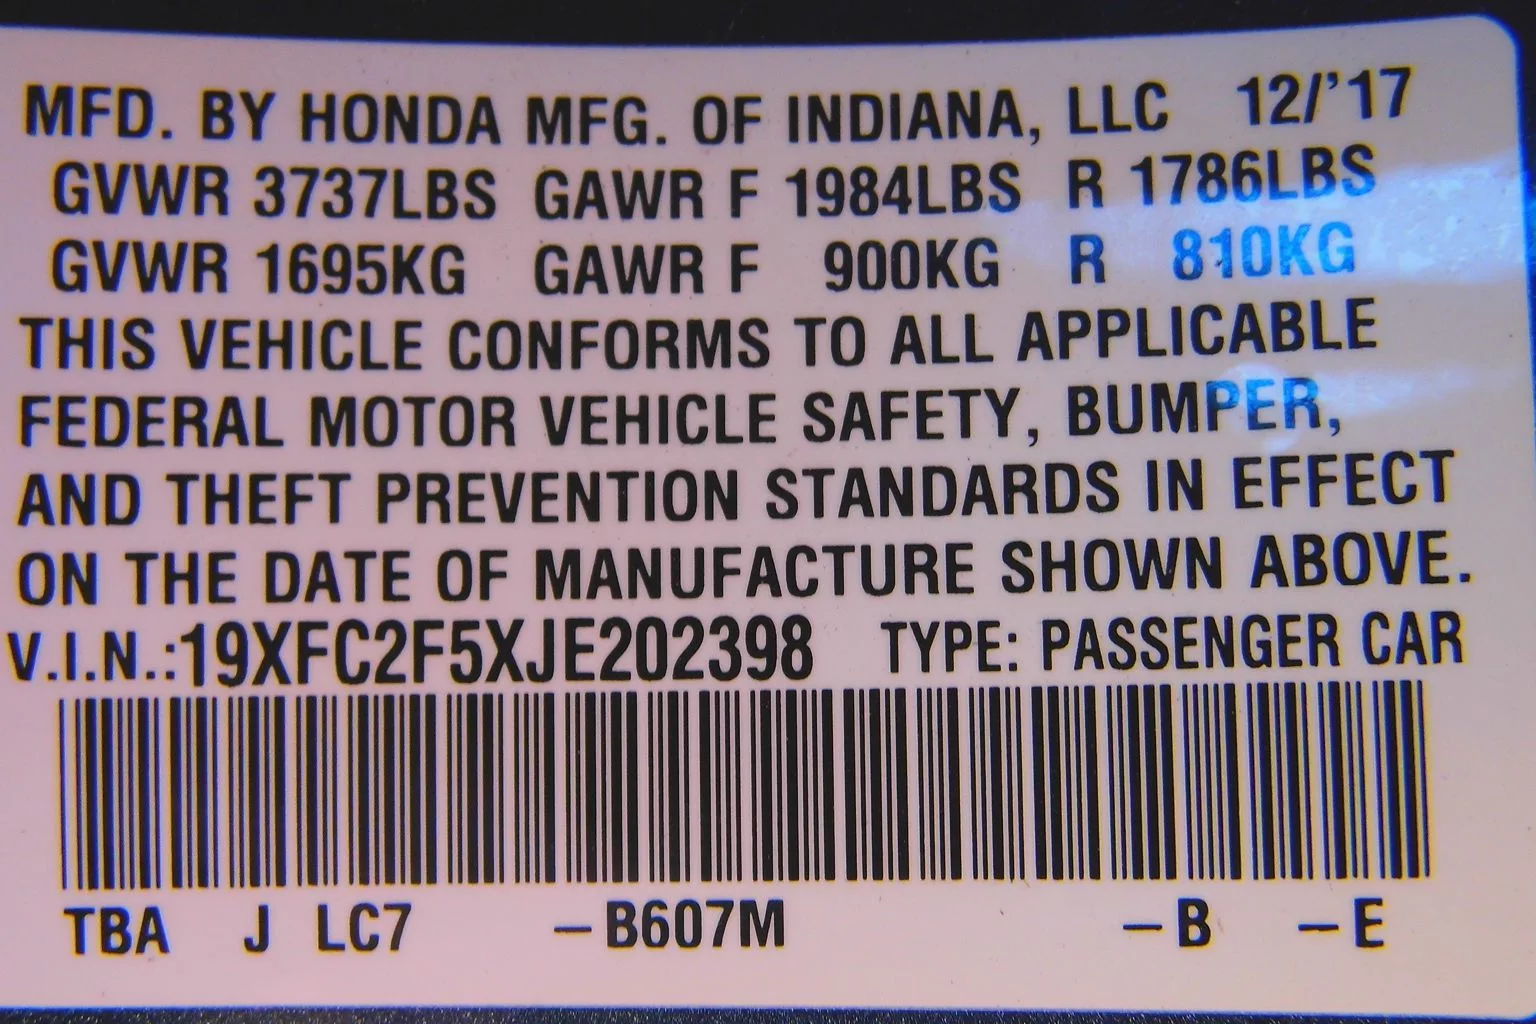 MFD. BY HONDA MFG. OF INDIANA, LLC 12/'17
GVWR 3737LBS GAWR F 1984LBS R 1786LBS
GVWR 1695KG GAWR F 900KG R 810KG
THIS VEHICLE CONFORMS TO ALL APPLICABLE
FEDERAL MOTOR VEHICLE SAFETY, BUMPER,
AND THEFT PREVENTION STANDARDS IN EFFECT
ON THE DATE OF MANUFACTURE SHOWN ABOVE.
V.I.N.:19XFC2F5XJE202398 TYPE: PASSENGER CAR
TBA J LC7 –B607M –B –E